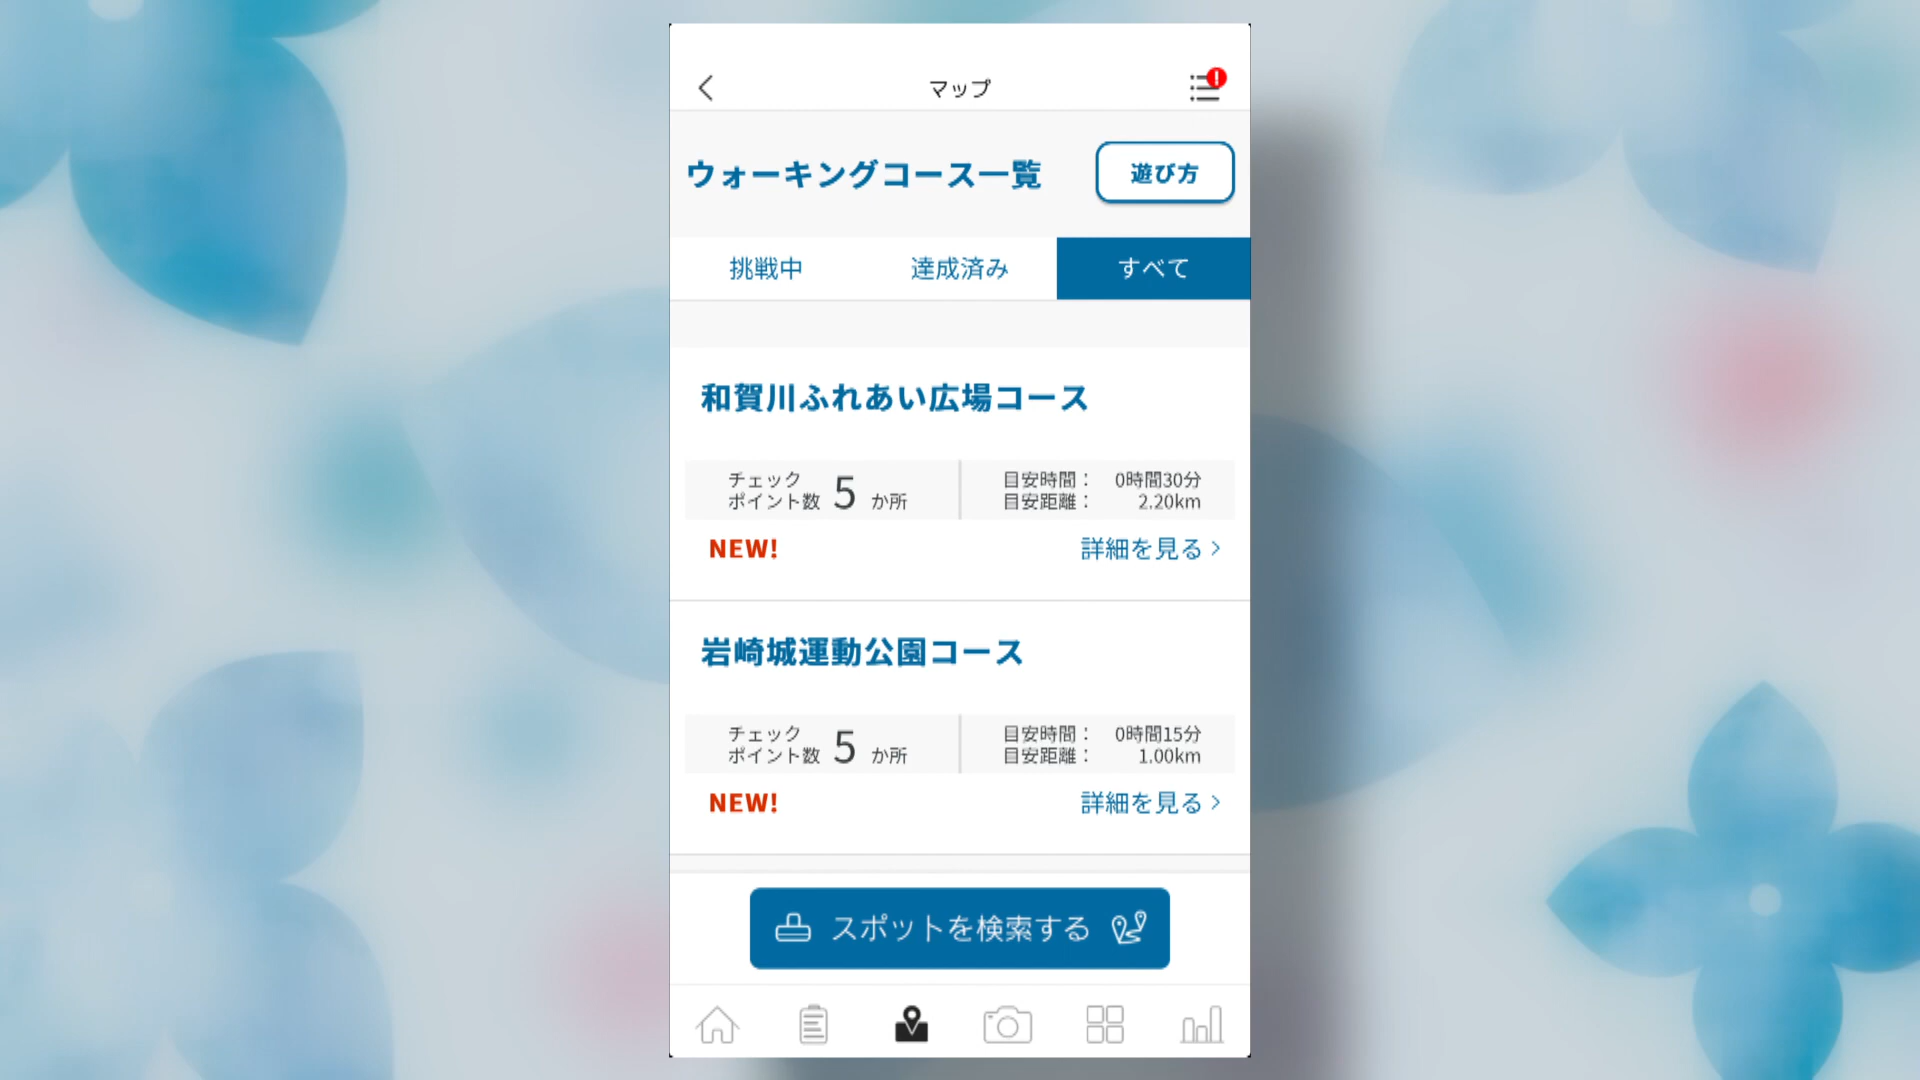 マップ
ウォーキングコース一覧
遊び方
挑戦中 達成済み すべて
和賀川ふれあい広場コース
チェック
ポイント数 5 か所
目安時間： 0時間30分
目安距離： 2.20km
NEW!
詳細を見る
岩崎城運動公園コース
チェック
ポイント数 5 か所
目安時間： 0時間15分
目安距離： 1.00km
NEW!
詳細を見る
スポットを検索する